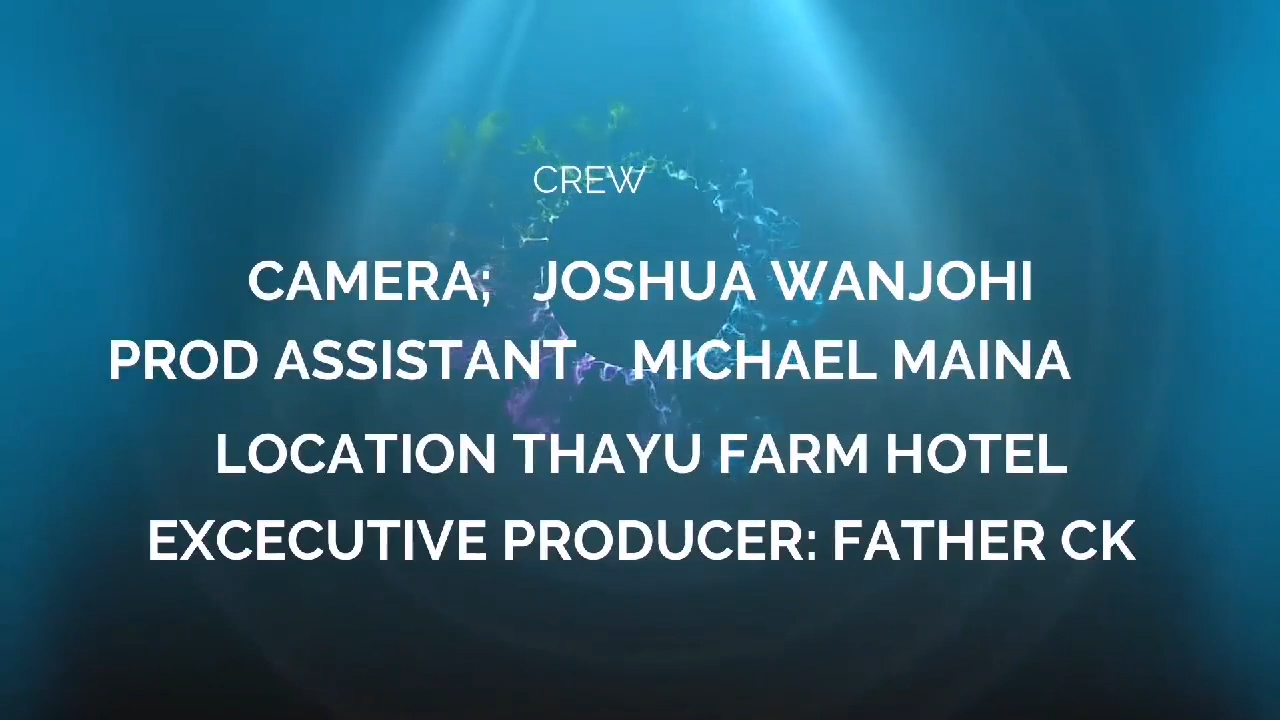 CREW
CAMERA; JOSHUA WANJOHI
PROD ASSISTANT MICHAEL MAINA
LOCATION THAYU FARM HOTEL
EXCECUTIVE PRODUCER: FATHER CK